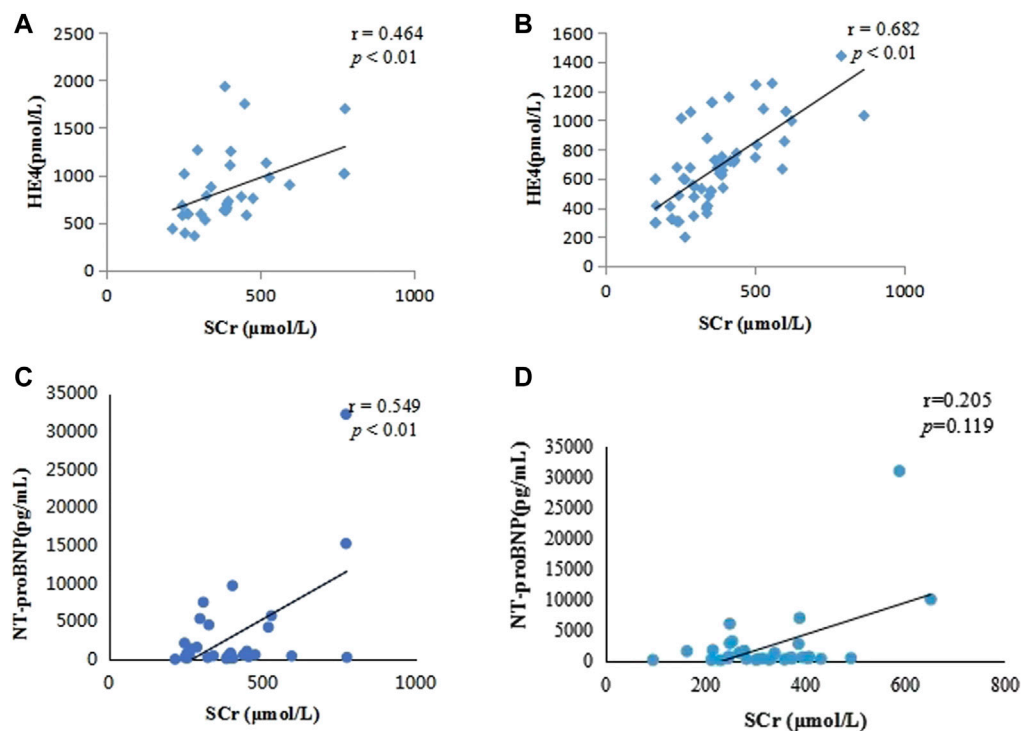 A
r = 0.464
p < 0.01
HE4(pmol/L)
2500
2000
1500
1000
500
0
0 500 1000
SCr (µmol/L)
B
r = 0.682
p < 0.01
HE4(pmol/L)
1600
1400
1200
1000
800
600
400
200
0
0 500 1000
SCr (µmol/L)
C
r = 0.549
p < 0.01
NT-proBNP(pg/mL)
35000
30000
25000
20000
15000
10000
5000
0
0 500 1000
SCr (µmol/L)
D
r=0.205
p=0.119
NT-proBNP(pg/mL)
35000
30000
25000
20000
15000
10000
5000
0
0 200 400 600 800
SCr (µmol/L)